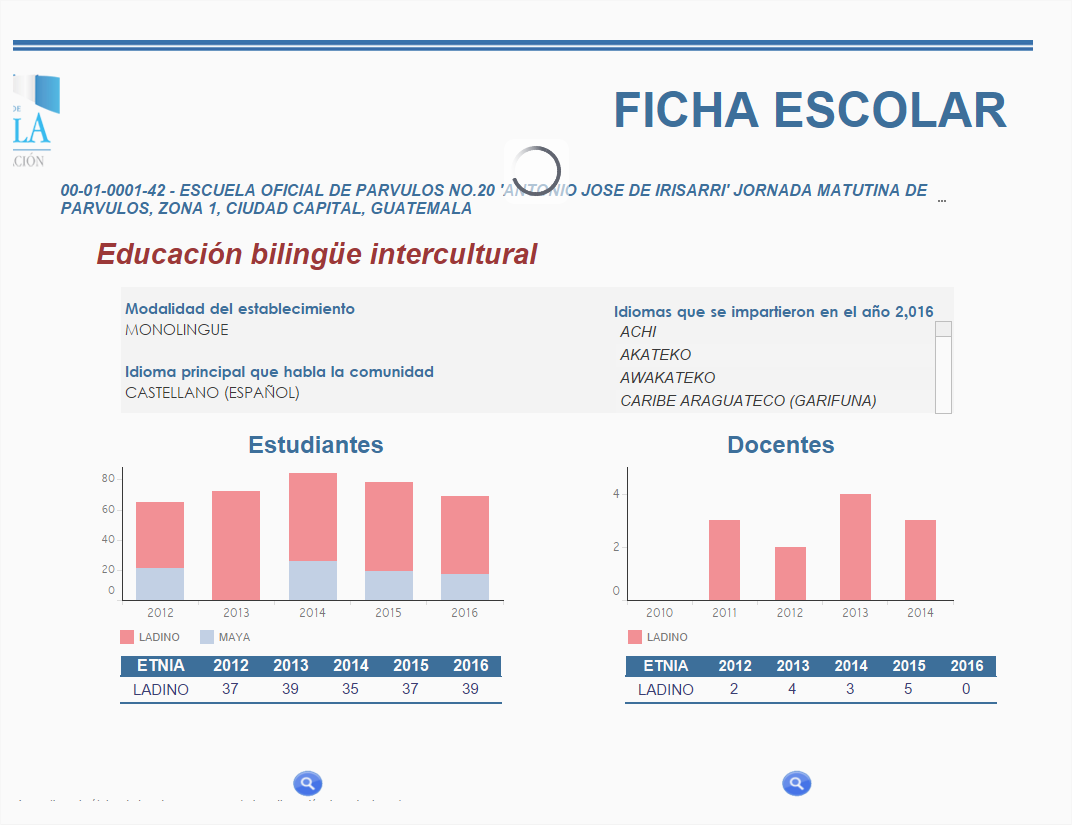 FICHA ESCOLAR
DE
LA
CIÓN
00-01-0001-42 - ESCUELA OFICIAL DE PARVULOS NO.20 'ANTONIO JOSE DE IRISARRI' JORNADA MATUTINA DE
PARVULOS, ZONA 1, CIUDAD CAPITAL, GUATEMALA ...
Educación bilingüe intercultural
Modalidad del establecimiento
MONOLINGUE
Idioma principal que habla la comunidad
CASTELLANO (ESPAÑOL)
Idiomas que se impartieron en el año 2,016
ACHI
AKATEKO
AWAKATEKO
CARIBE ARAGUATECO (GARIFUNA)
Estudiantes
80
60
40
20
0
2012 2013 2014 2015 2016
LADINO MAYA
ETNIA 2012 2013 2014 2015 2016
LADINO 37 39 35 37 39
Docentes
4
2
0
2010 2011 2012 2013 2014
LADINO
ETNIA 2012 2013 2014 2015 2016
LADINO 2 4 3 5 0